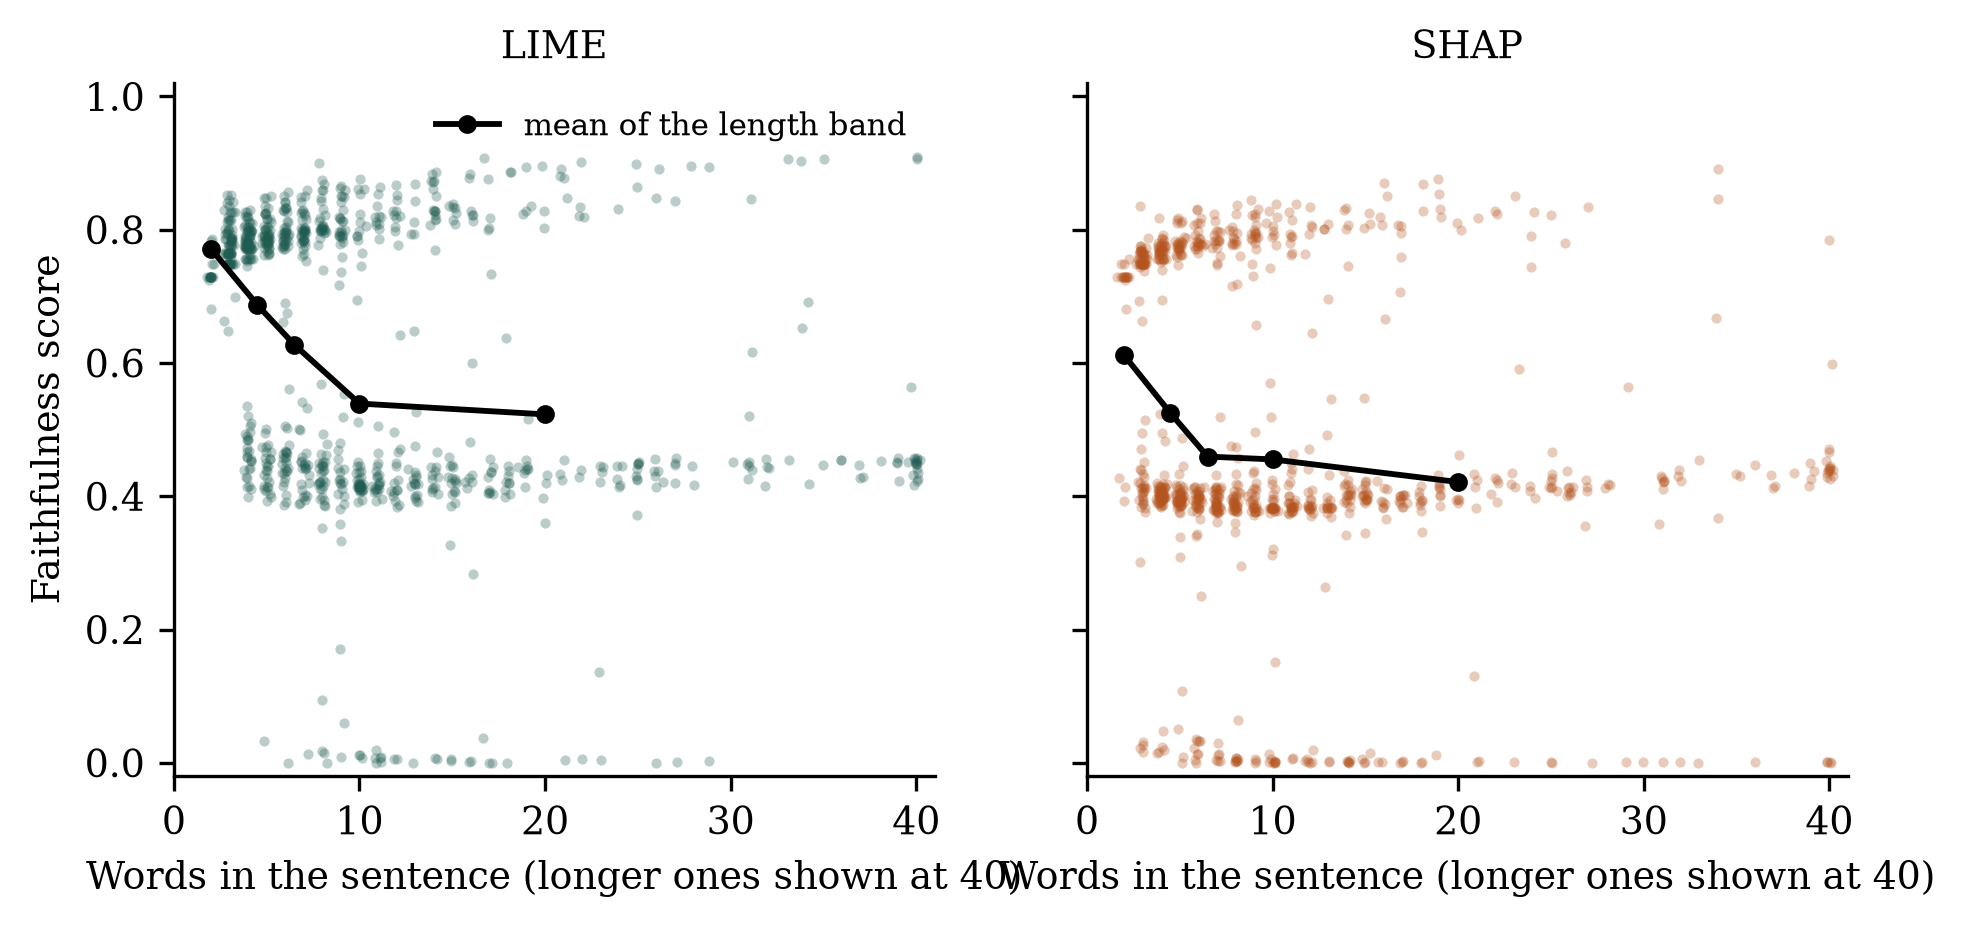 LIME
SHAP
mean of the length band
Faithfulness score
1.0
0.8
0.6
0.4
0.2
0.0
0 10 20 30 40
0 10 20 30 40
Words in the sentence (longer ones shown at 40)
Words in the sentence (longer ones shown at 40)